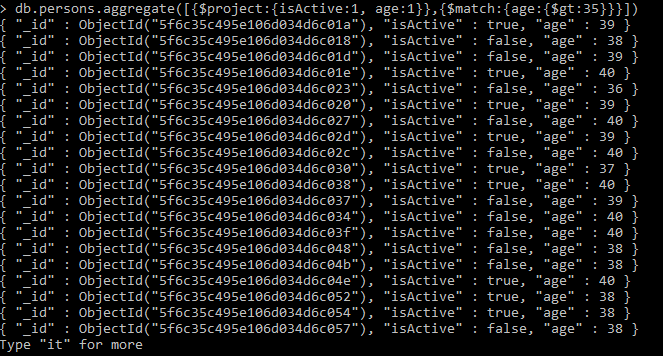 > db.persons.aggregate([{$project:{isActive:1, age:1}},{$match:{age:{$gt:35}}}])
{ "_id" : ObjectId("5f6c35c495e106d034d6c01a"), "isActive" : true, "age" : 39 }
{ "_id" : ObjectId("5f6c35c495e106d034d6c018"), "isActive" : false, "age" : 38 }
{ "_id" : ObjectId("5f6c35c495e106d034d6c01d"), "isActive" : false, "age" : 39 }
{ "_id" : ObjectId("5f6c35c495e106d034d6c01e"), "isActive" : true, "age" : 40 }
{ "_id" : ObjectId("5f6c35c495e106d034d6c023"), "isActive" : false, "age" : 36 }
{ "_id" : ObjectId("5f6c35c495e106d034d6c020"), "isActive" : true, "age" : 39 }
{ "_id" : ObjectId("5f6c35c495e106d034d6c027"), "isActive" : false, "age" : 40 }
{ "_id" : ObjectId("5f6c35c495e106d034d6c02d"), "isActive" : true, "age" : 39 }
{ "_id" : ObjectId("5f6c35c495e106d034d6c02c"), "isActive" : false, "age" : 40 }
{ "_id" : ObjectId("5f6c35c495e106d034d6c030"), "isActive" : true, "age" : 37 }
{ "_id" : ObjectId("5f6c35c495e106d034d6c038"), "isActive" : true, "age" : 40 }
{ "_id" : ObjectId("5f6c35c495e106d034d6c037"), "isActive" : false, "age" : 39 }
{ "_id" : ObjectId("5f6c35c495e106d034d6c034"), "isActive" : false, "age" : 40 }
{ "_id" : ObjectId("5f6c35c495e106d034d6c03f"), "isActive" : false, "age" : 40 }
{ "_id" : ObjectId("5f6c35c495e106d034d6c048"), "isActive" : false, "age" : 38 }
{ "_id" : ObjectId("5f6c35c495e106d034d6c04b"), "isActive" : false, "age" : 38 }
{ "_id" : ObjectId("5f6c35c495e106d034d6c04e"), "isActive" : true, "age" : 40 }
{ "_id" : ObjectId("5f6c35c495e106d034d6c052"), "isActive" : true, "age" : 38 }
{ "_id" : ObjectId("5f6c35c495e106d034d6c054"), "isActive" : true, "age" : 38 }
{ "_id" : ObjectId("5f6c35c495e106d034d6c057"), "isActive" : false, "age" : 38 }
Type "it" for more